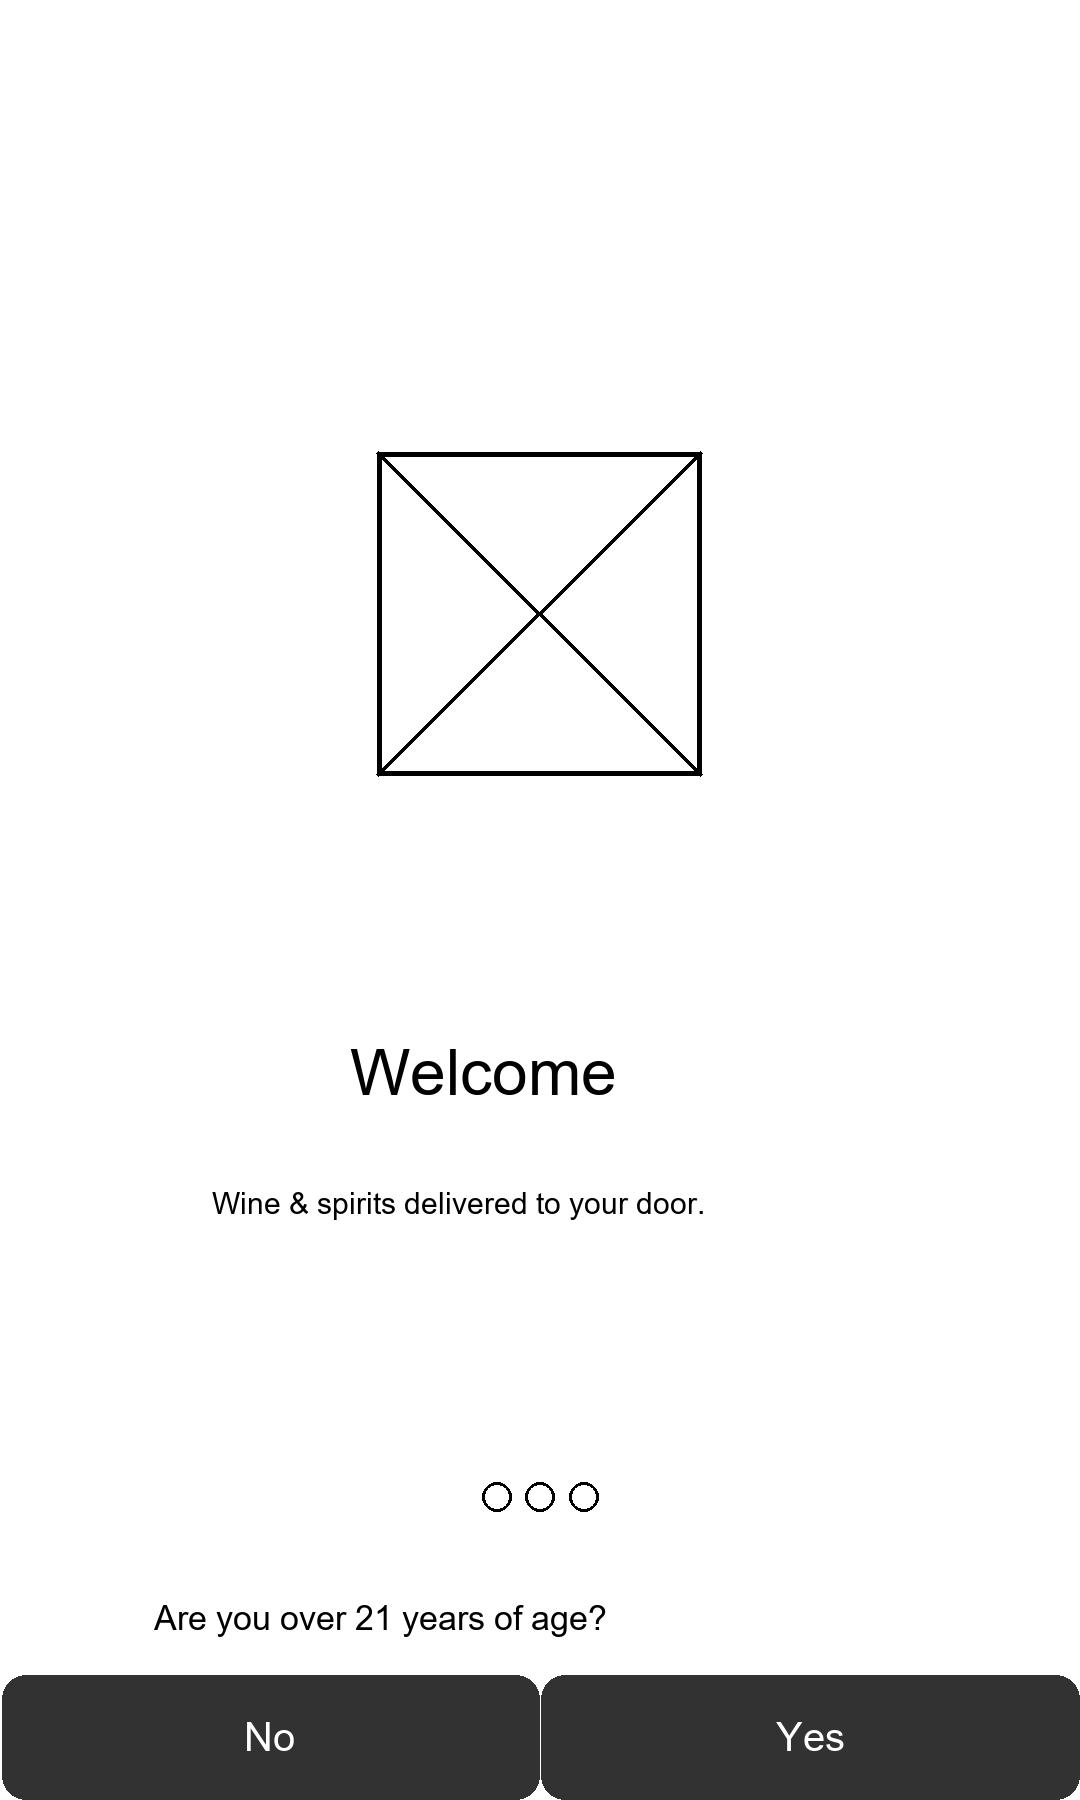 Welcome
Wine & spirits delivered to your door.
Are you over 21 years of age?
No
Yes